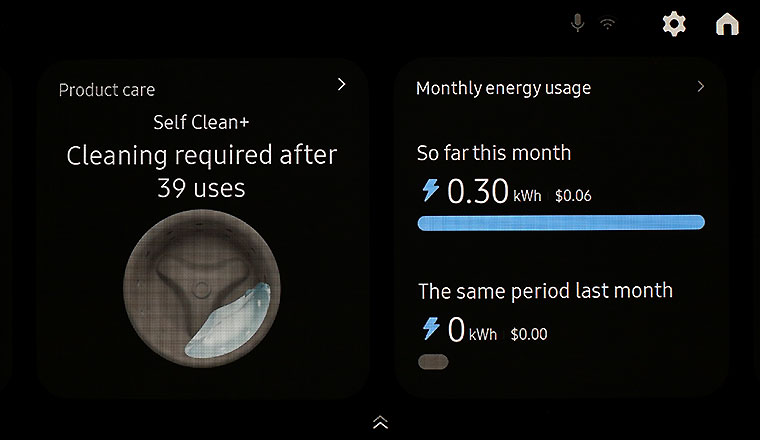 Product care
Self Clean+
Cleaning required after
39 uses
Monthly energy usage
So far this month
0.30 kWh $0.06
The same period last month
0 kWh $0.00